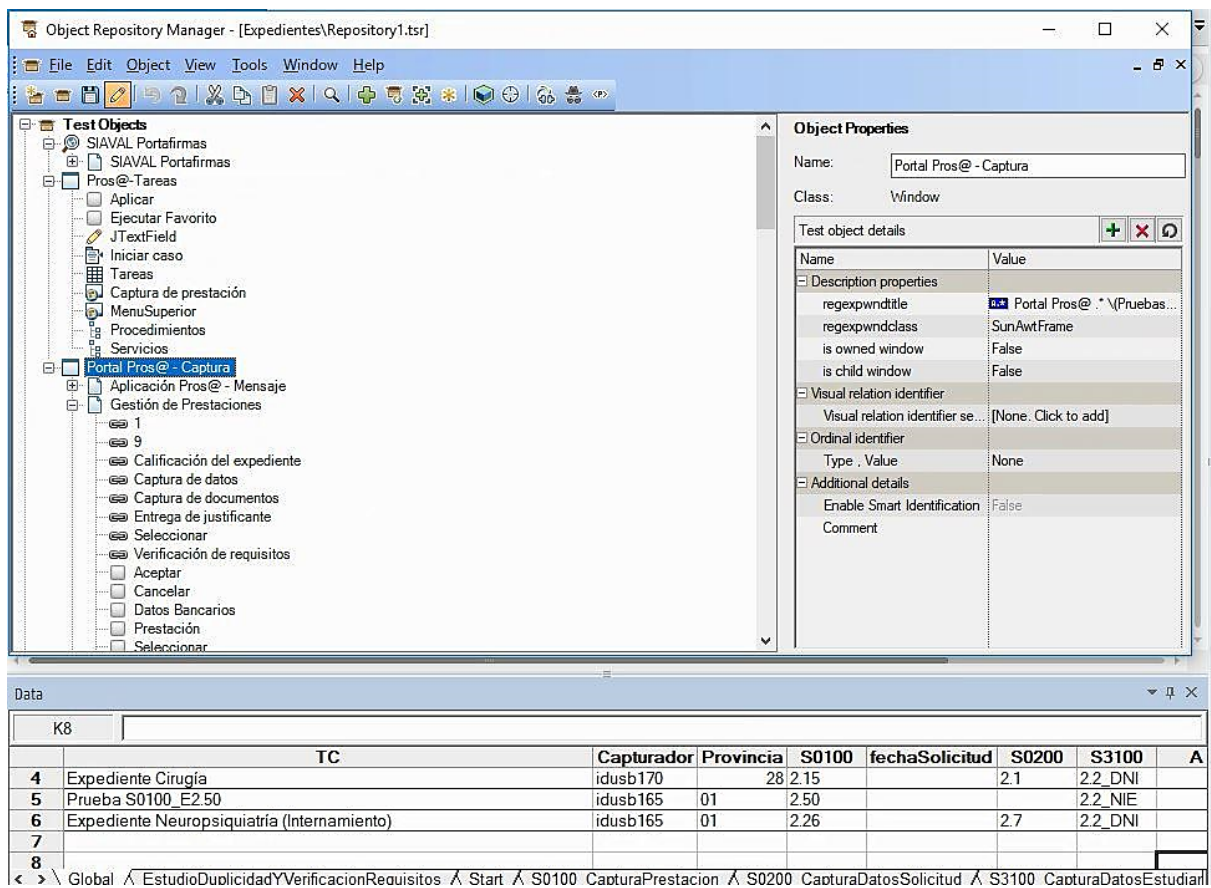 Object Repository Manager - [Expedientes\Repository1.tsr]
File Edit Object View Tools Window Help
Test Objects
SIAVAL Portafirmas
SIAVAL Portafirmas
Pros@-Tareas
Aplicar
Ejecutar Favorito
JTextField
Iniciar caso
Tareas
Captura de prestación
MenuSuperior
Procedimientos
Servicios
Portal Pros@ - Captura
Aplicación Pros@ - Mensaje
Gestión de Prestaciones
1
9
Calificación del expediente
Captura de datos
Captura de documentos
Entrega de justificante
Seleccionar
Verificación de requisitos
Aceptar
Cancelar
Datos Bancarios
Prestación
Seleccionar
Object Properties
Name: Portal Pros@ - Captura
Class: Window
Test object details
Name Value
Description properties
regexpwndtitle Portal Pros@ .* \(Pruebas...
regexpwndclass SunAwtFrame
is owned window False
is child window False
Visual relation identifier
Visual relation identifier se... [None. Click to add]
Ordinal identifier
Type , Value None
Additional details
Enable Smart Identification False
Comment
Data
K8
TC Capturador Provincia S0100 fechaSolicitud S0200 S3100 A
4 Expediente Cirugía idusb170 28 2.15 2.1 2.2_DNI
5 Prueba S0100_E2.50 idusb165 01 2.50 2.2_NIE
6 Expediente Neuropsiquiatría (Internamiento) idusb165 01 2.26 2.7 2.2_DNI
7
8
Global EstudioDuplicidadYVerificacionRequisitos Start S0100_CapturaPrestacion S0200_CapturaDatosSolicitud S3100_CapturaDatosEstudian